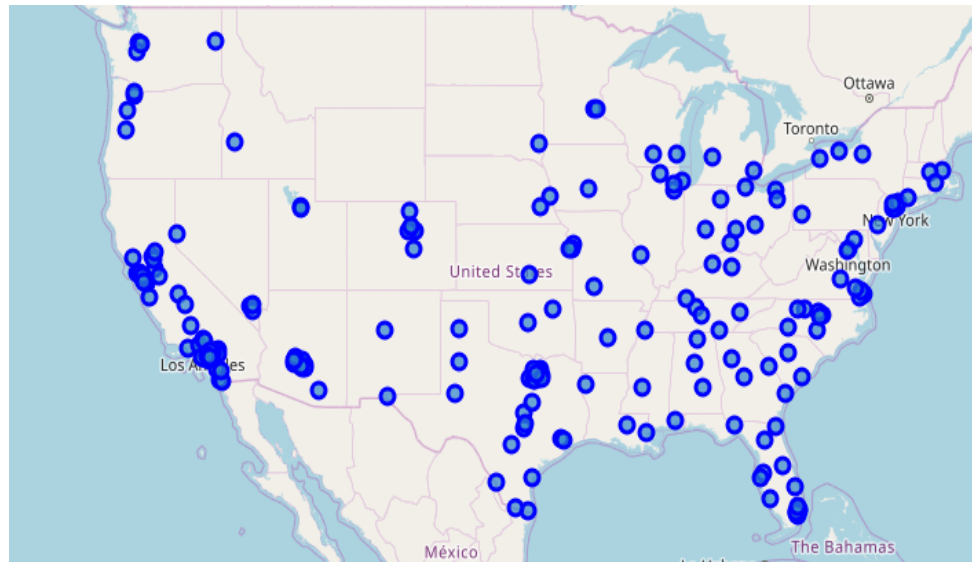 Ottawa
Toronto
New York
Washington
United States
Los Angeles
México
The Bahamas